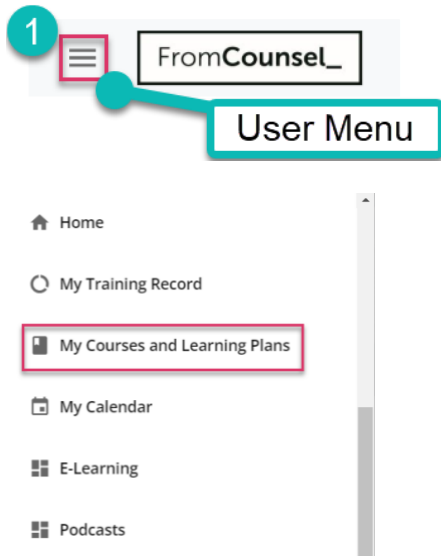 1
FromCounsel_
User Menu
Home
My Training Record
My Courses and Learning Plans
My Calendar
E-Learning
Podcasts